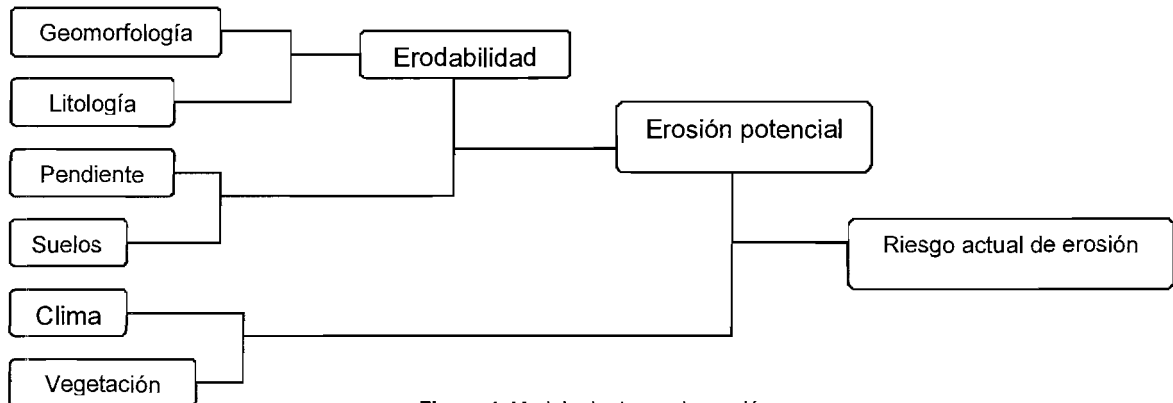 Geomorfología
Erodabilidad
Litología
Erosión potencial
Pendiente
Suelos
Riesgo actual de erosión
Clima
Vegetación